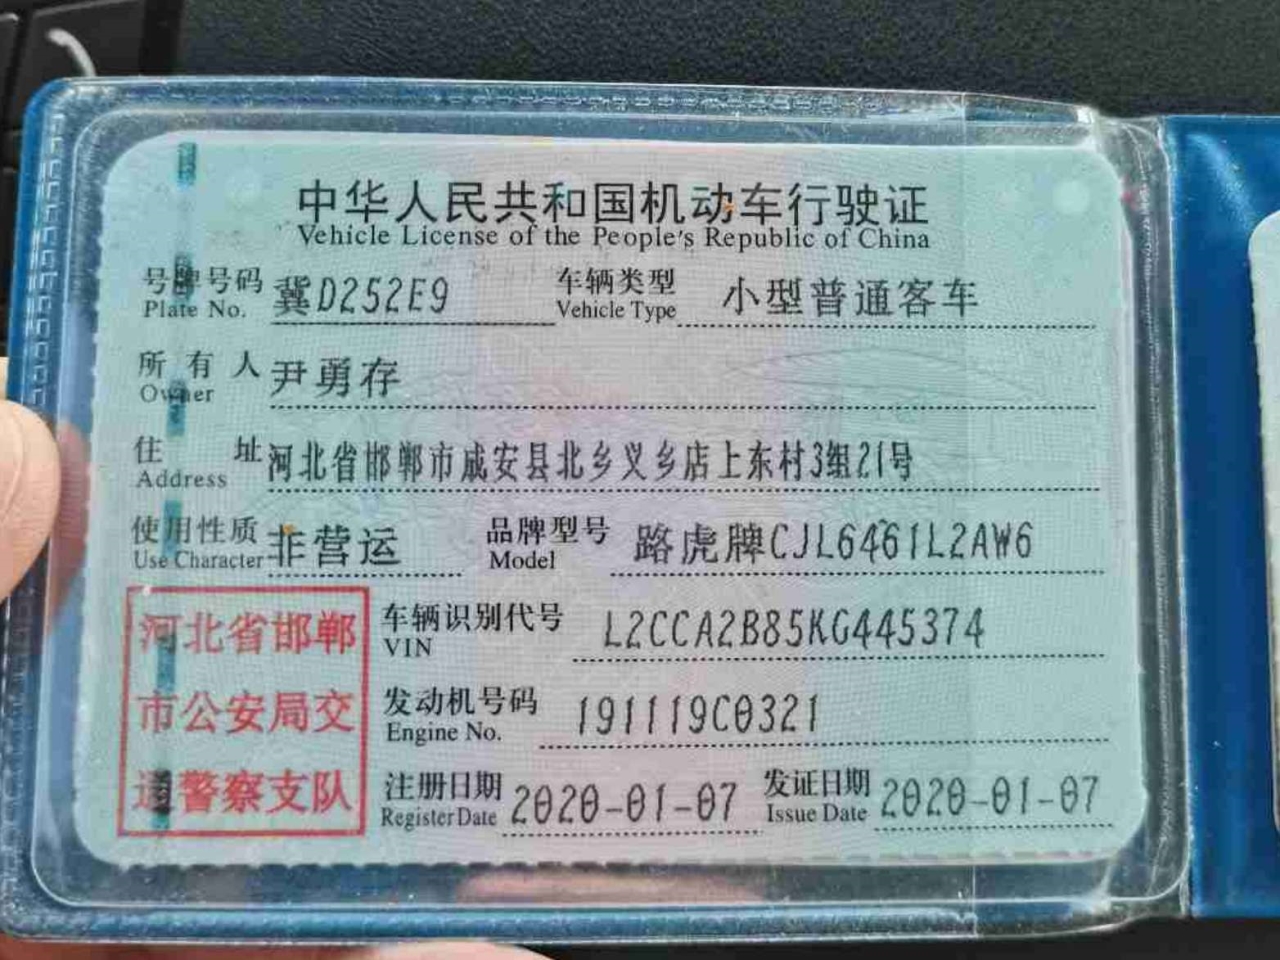 中华人民共和国机动车行驶证
Vehicle License of the People's Republic of China
号牌号码 冀D252E9 车辆类型 小型普通客车
Plate No. Vehicle Type
所有人 尹勇存
Owner
住址 河北省邯郸市成安县北乡义乡店上东村3组21号
Address
使用性质 非营运 品牌型号 路虎牌CJL6461L2AW6
Use Character Model
河北省邯郸
市公安局交
通警察支队
车辆识别代号 L2CCA2B85KG445374
VIN
发动机号码 191119C0321
Engine No.
注册日期 2020-01-07 发证日期 2020-01-07
Register Date Issue Date